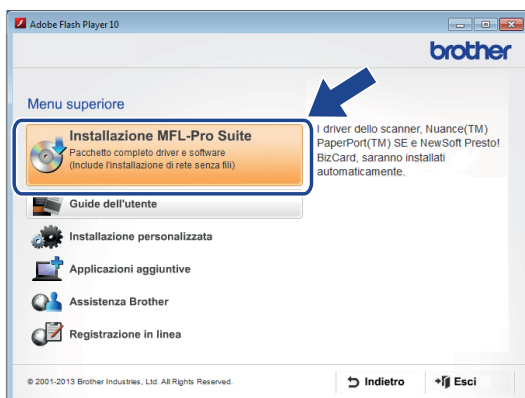 Adobe Flash Player 10
brother
Menu superiore
Installazione MFL-Pro Suite
Pacchetto completo driver e software
(Include l'installazione di rete senza fili)
I driver dello scanner, Nuance(TM)
PaperPort(TM) SE e NewSoft Presto!
BizCard, saranno installati
automaticamente.
Guide dell'utente
Installazione personalizzata
Applicazioni aggiuntive
Assistenza Brother
Registrazione in linea
© 2001-2013 Brother Industries, Ltd. All Rights Reserved.
Indietro
Esci